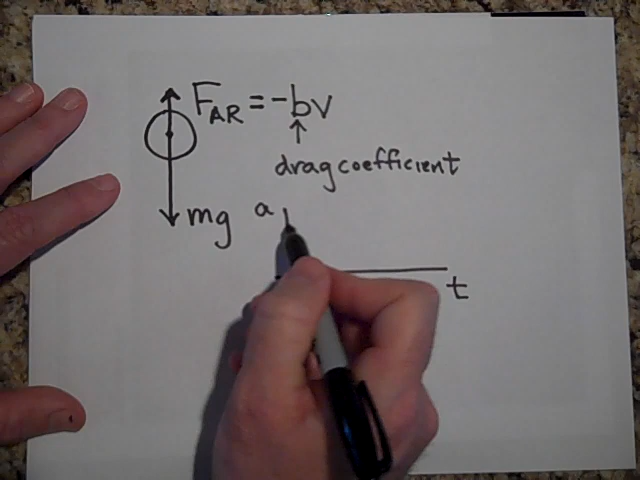 F_AR = -bv
↑
drag coefficient
mg
a
t